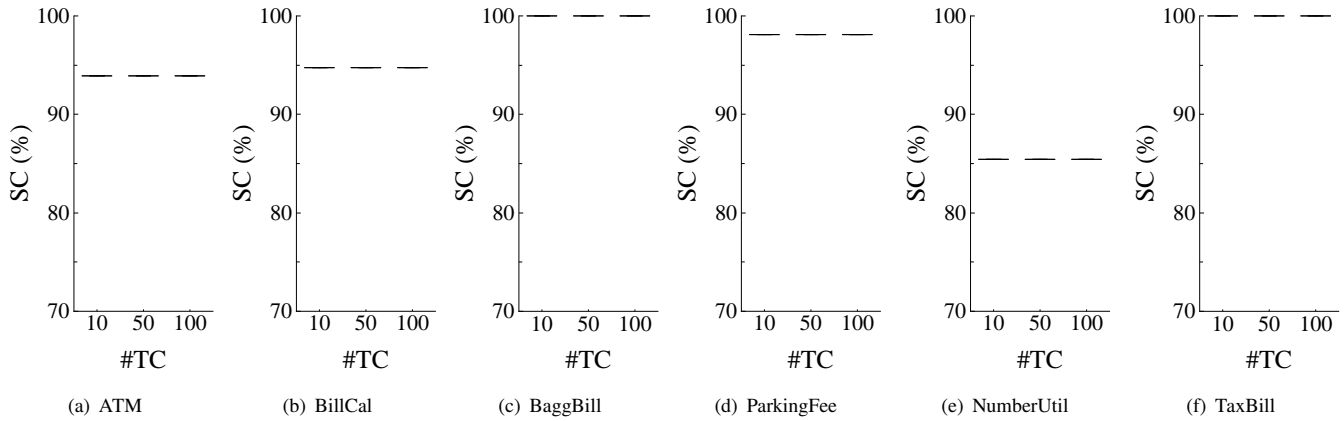 100 100 100 100 100 100
SC (%) SC (%) SC (%) SC (%) SC (%) SC (%)
90 90 90 90 90 90
80 80 80 80 80 80
70 70 70 70 70 70
10 50 100 10 50 100 10 50 100 10 50 100 10 50 100 10 50 100
#TC #TC #TC #TC #TC #TC
(a) ATM (b) BillCal (c) BaggBill (d) ParkingFee (e) NumberUtil (f) TaxBill